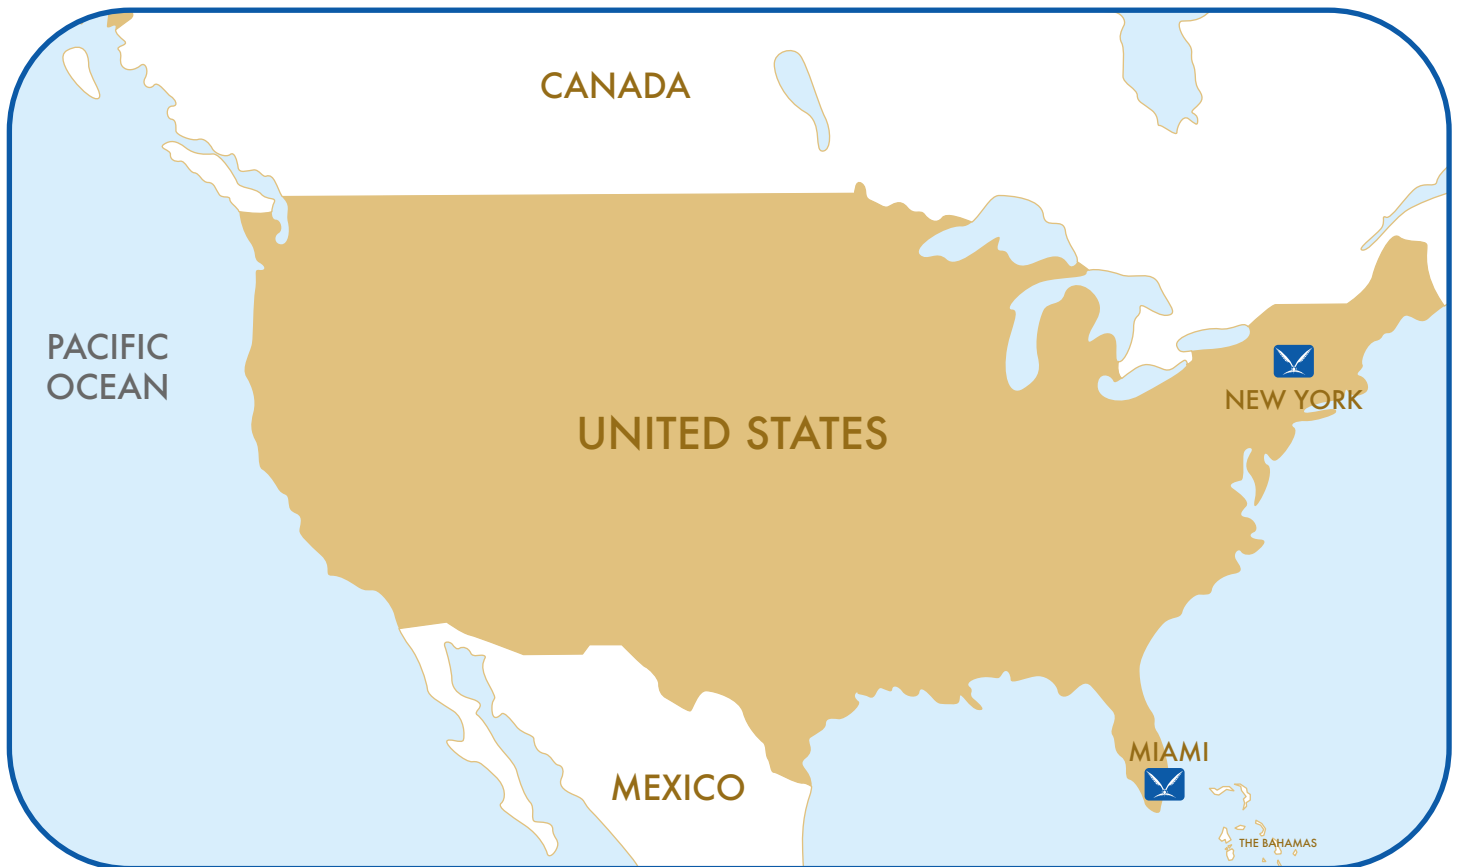 CANADA
PACIFIC
OCEAN
NEW YORK
UNITED STATES
MIAMI
MEXICO
THE BAHAMAS